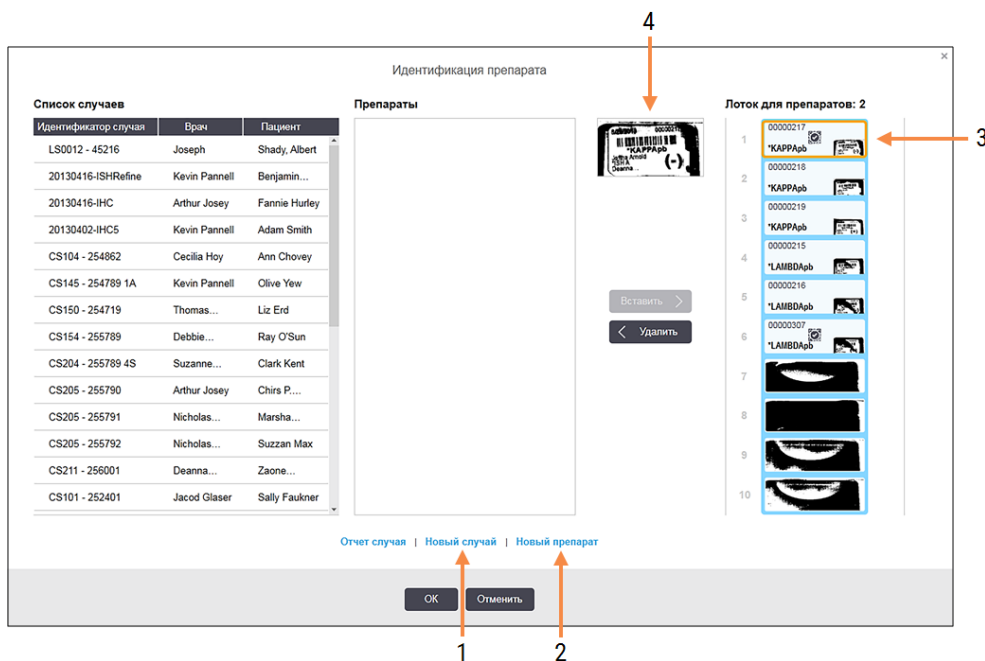 4
×
Идентификация препарата
Список случаев
Препараты
Лоток для препаратов: 2
Идентификатор случая Врач Пациент
LS0012 - 45216 Joseph Shady, Albert
20130416-ISHRefine Kevin Pannell Benjamin...
20130416-IHC Arthur Josey Fannie Hurley
20130402-IHC5 Kevin Pannell Adam Smith
CS104 - 254862 Cecilia Hoy Ann Chovey
CS145 - 254789 1A Kevin Pannell Olive Yew
CS150 - 254719 Thomas... Liz Erd
CS154 - 255789 Debbie... Ray O'Sun
CS204 - 255789 4S Suzanne... Clark Kent
CS205 - 255790 Arthur Josey Chirs P....
CS205 - 255791 Nicholas... Marsha...
CS205 - 255792 Nicholas... Suzzan Max
CS211 - 256001 Deanna... Zaone...
CS101 - 252401 Jacod Glaser Sally Faukner
*KAPPApb
Arnold
Deanna ...
(-)
Вставить
Удалить
1 00000217
*KAPPApb
3
2 00000218
*KAPPApb
3 00000219
*KAPPApb
4 00000215
*LAMBDApb
5 00000216
*LAMBDApb
6 00000307
*LAMBDApb
7
8
9
10
Отчет случая | Новый случай | Новый препарат
ОК Отменить
1 2